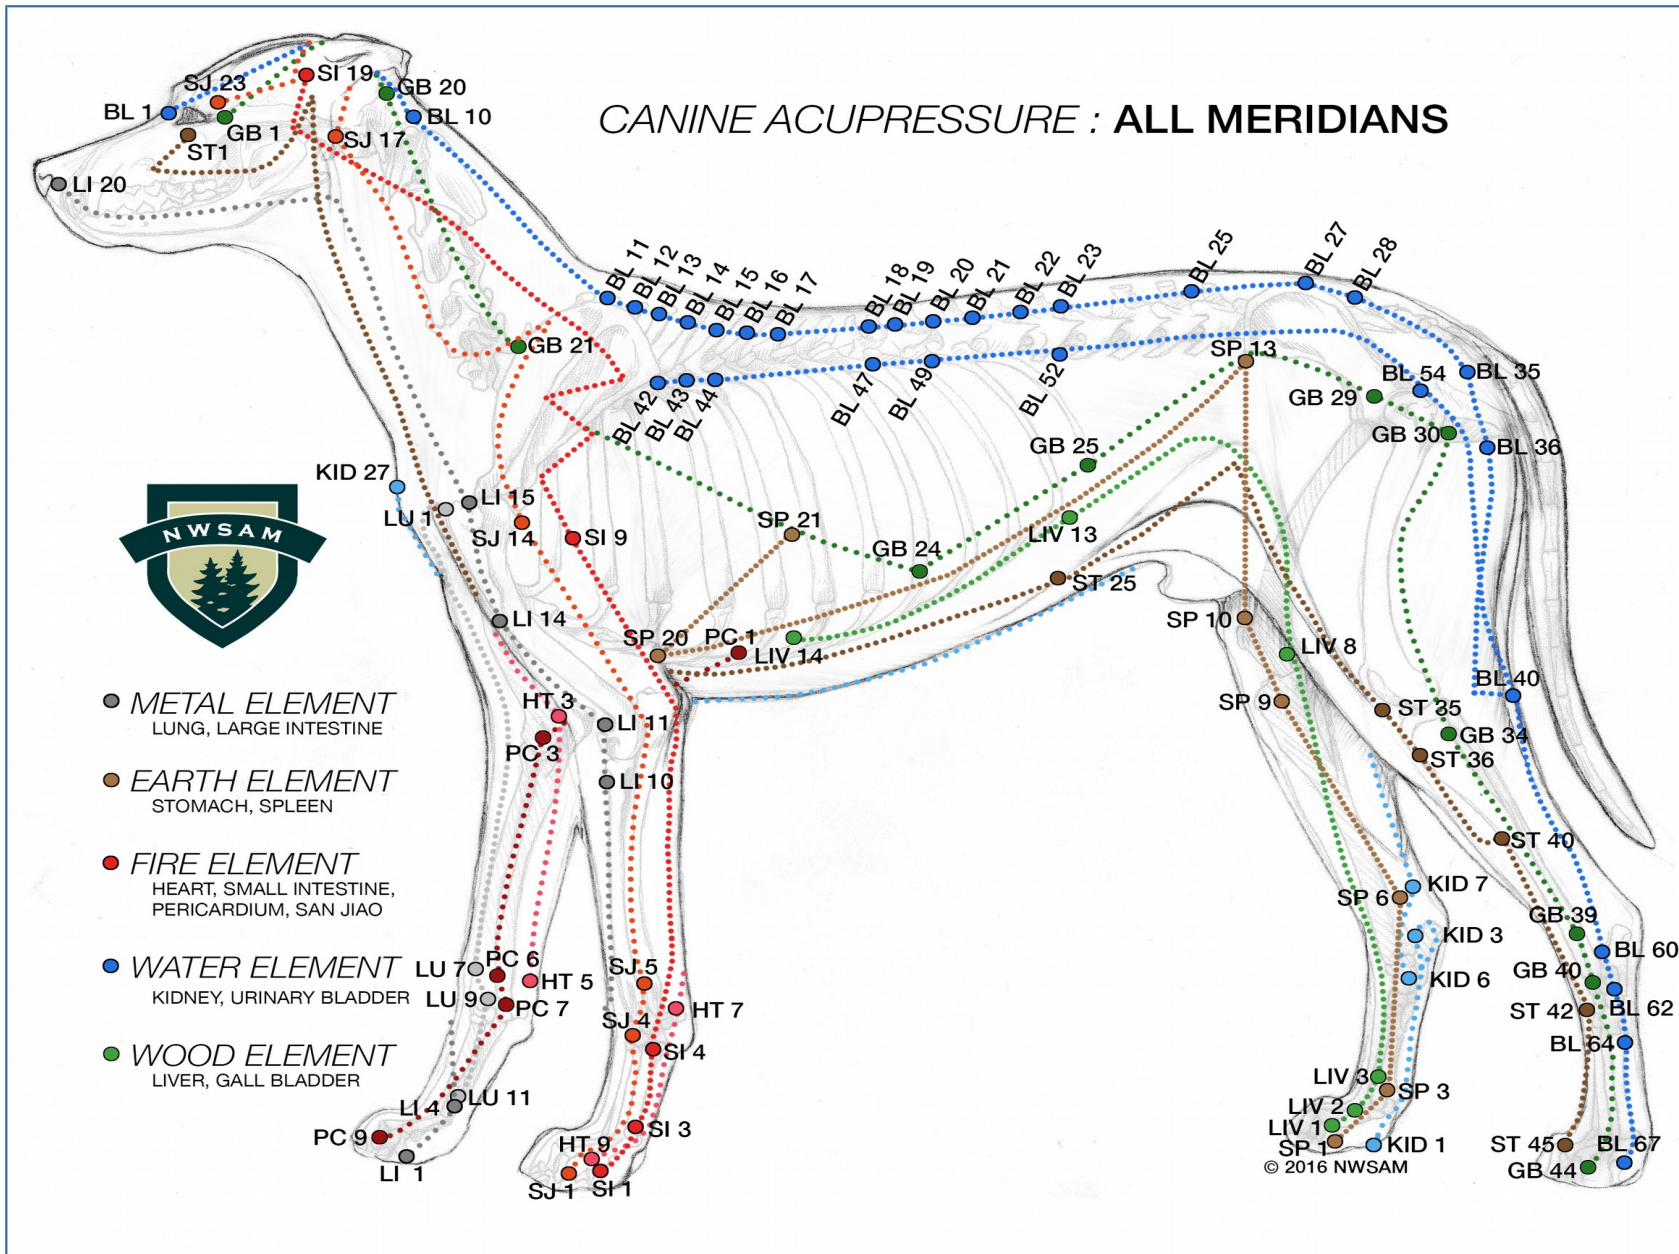 CANINE ACUPRESSURE : ALL MERIDIANS
SJ 23
SI 19
GB 20
BL 1
GB 1
BL 10
ST1
SJ 17
LI 20
BL 11
BL 12
BL 13
BL 14
BL 15
BL 16
BL 17
BL 18
BL 19
BL 20
BL 21
BL 22
BL 23
BL 25
BL 27
BL 28
GB 21
SP 13
BL 42
BL 43
BL 44
BL 47
BL 49
BL 52
BL 54
BL 35
GB 29
GB 30
BL 36
GB 25
KID 27
LU 1
LI 15
SJ 14
SI 9
SP 21
GB 24
LIV 13
ST 25
NWSAM
LI 14
SP 20
PC 1
LIV 14
SP 10
LIV 8
BL 40
HT 3
PC 3
LI 11
LI 10
SP 9
ST 35
GB 34
ST 36
ST 40
METAL ELEMENT
LUNG, LARGE INTESTINE
EARTH ELEMENT
STOMACH, SPLEEN
FIRE ELEMENT
HEART, SMALL INTESTINE,
PERICARDIUM, SAN JIAO
WATER ELEMENT
KIDNEY, URINARY BLADDER
WOOD ELEMENT
LIVER, GALL BLADDER
LU 7
PC 6
HT 5
LU 9
PC 7
SJ 5
HT 7
SJ 4
SI 4
LI 4
LU 11
PC 9
LI 1
SI 3
HT 9
SJ 1
SI 1
SP 6
KID 7
KID 3
KID 6
GB 39
BL 60
GB 40
ST 42
BL 62
BL 64
LIV 3
SP 3
LIV 2
LIV 1
SP 1
KID 1
ST 45
BL 67
GB 44
© 2016 NWSAM